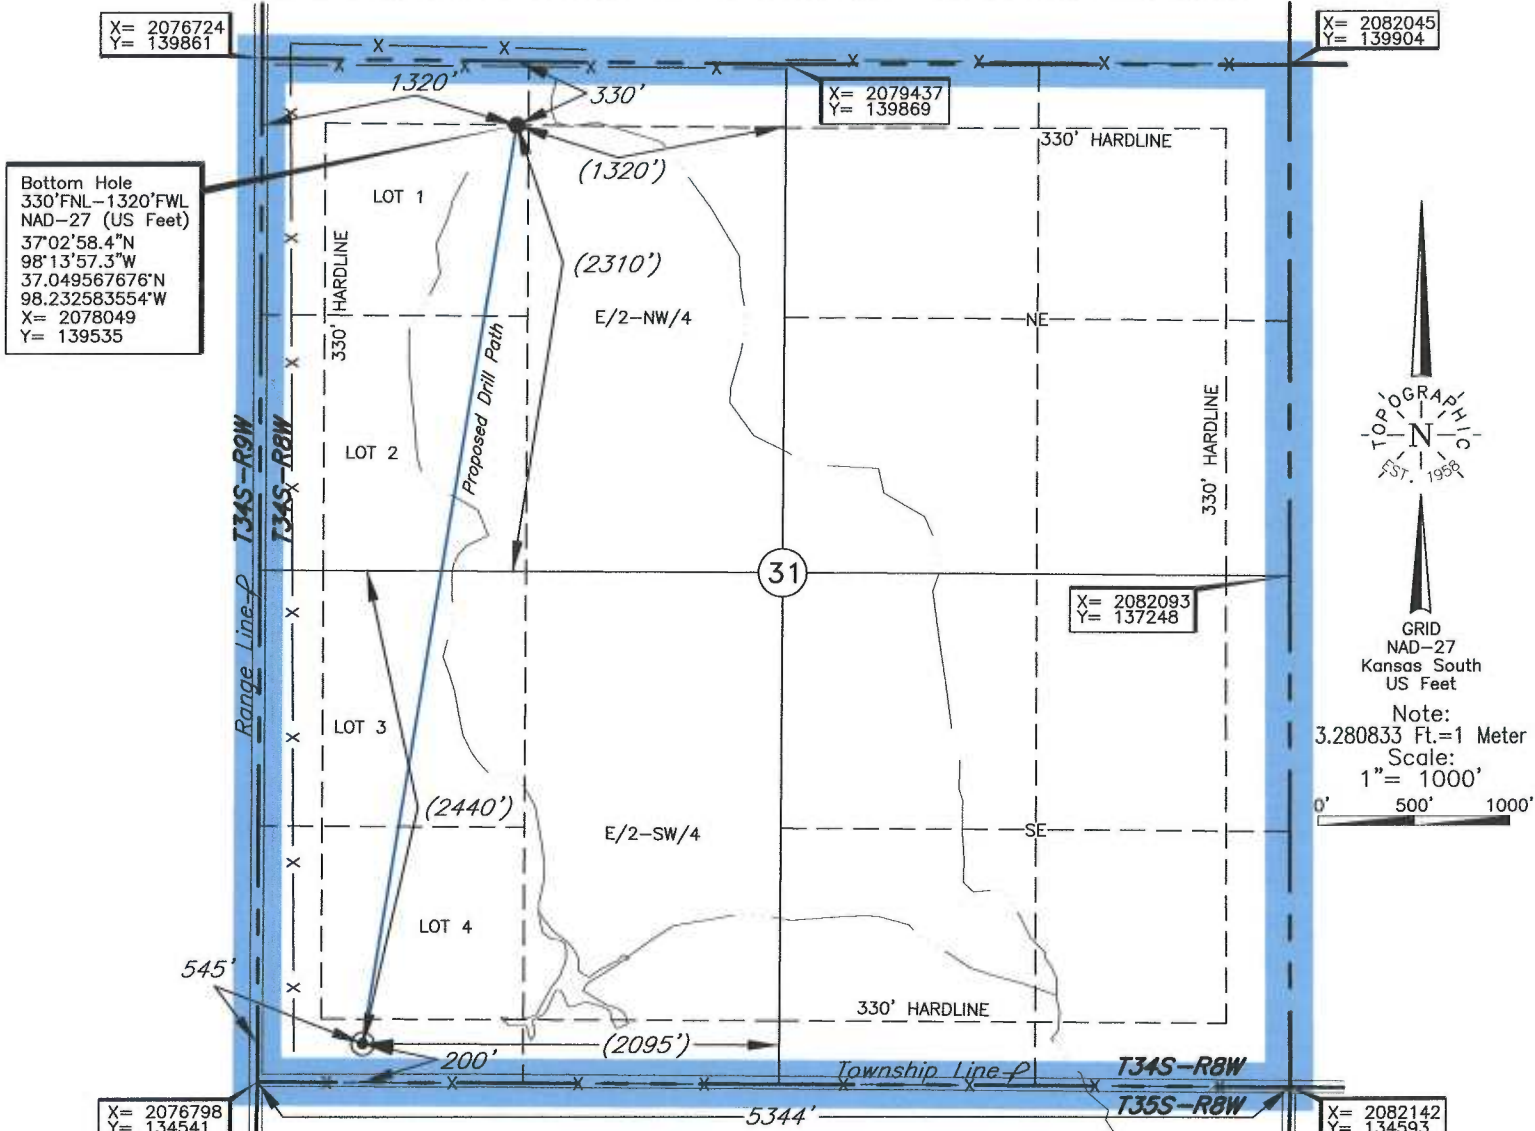 X= 2076724
Y= 139861
X= 2082045
Y= 139904
1320'
330'
X= 2079437
Y= 139869
330' HARDLINE
(1320')
Bottom Hole
330'FNL-1320'FWL
NAD-27 (US Feet)
37°02'58.4"N
98°13'57.3"W
37.049567676°N
98.232583554°W
X= 2078049
Y= 139535
LOT 1
330' HARDLINE
(2310')
E/2-NW/4
NE
Proposed Drill Path
LOT 2
330' HARDLINE
T34S-R9W
T34S-R8W
TOPOGRAPHIC
N
EST. 1958
31
X= 2082093
Y= 137248
Range Line
GRID
NAD-27
Kansas South
US Feet
Note:
3.280833 Ft.=1 Meter
Scale:
1"= 1000'
0' 500' 1000'
LOT 3
(2440')
E/2-SW/4
SE
LOT 4
545'
330' HARDLINE
(2095')
200'
Township Line
T34S-R8W
T35S-R8W
X= 2076798
Y= 134541
5344'
X= 2082142
Y= 134593